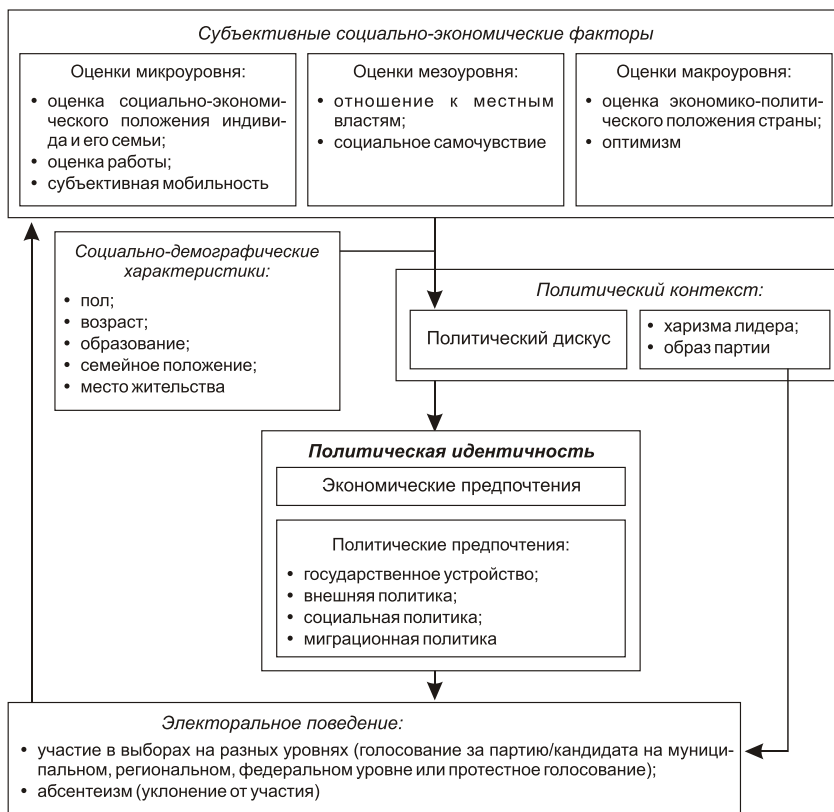 Субъективные социально-экономические факторы
Оценки микроуровня:
• оценка социально-экономи-
ческого положения индиви-
да и его семьи;
• оценка работы;
• субъективная мобильность
Оценки мезоуровня:
• отношение к местным
властям;
• социальное самочувствие
Оценки макроуровня:
• оценка экономико-полити-
ческого положения страны;
• оптимизм
Социально-демографические
характеристики:
• пол;
• возраст;
• образование;
• семейное положение;
• место жительства
Политический контекст:
Политический дискус
• харизма лидера;
• образ партии
Политическая идентичность
Экономические предпочтения
Политические предпочтения:
• государственное устройство;
• внешняя политика;
• социальная политика;
• миграционная политика
Электоральное поведение:
• участие в выборах на разных уровнях (голосование за партию/кандидата на муници-
пальном, региональном, федеральном уровне или протестное голосование);
• абсентеизм (уклонение от участия)